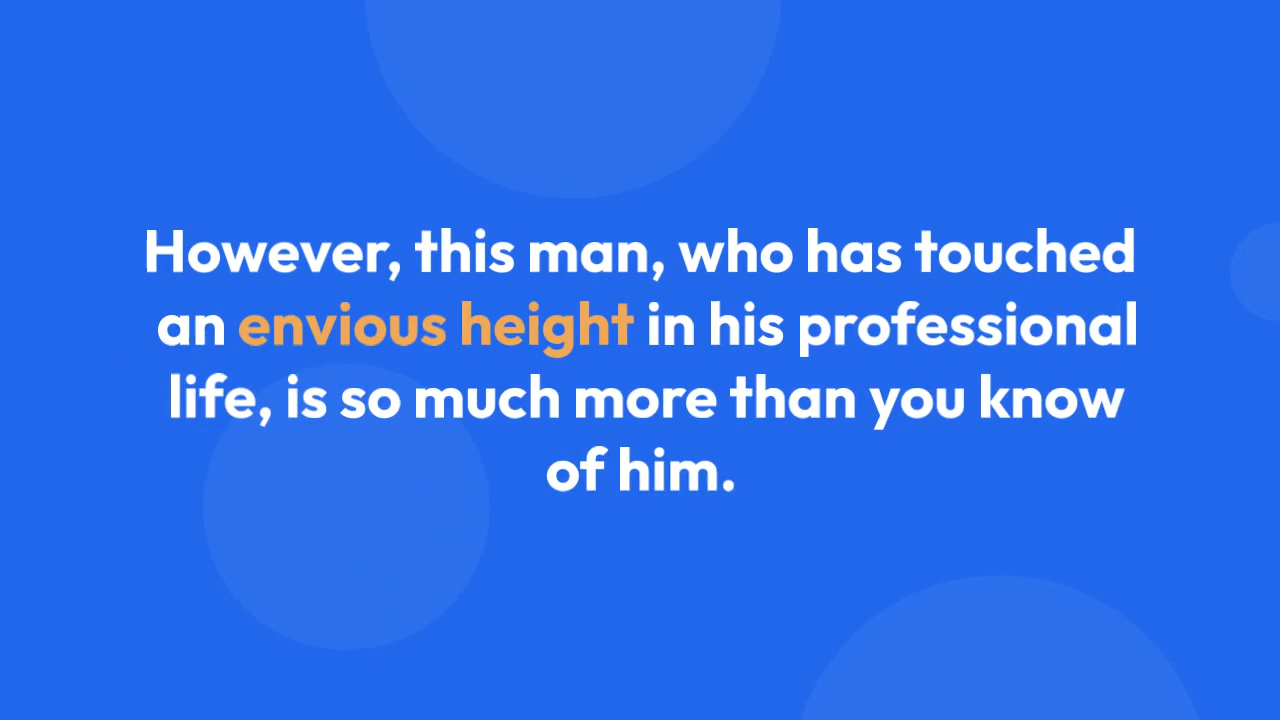 However, this man, who has touched
an envious height in his professional
life, is so much more than you know
of him.